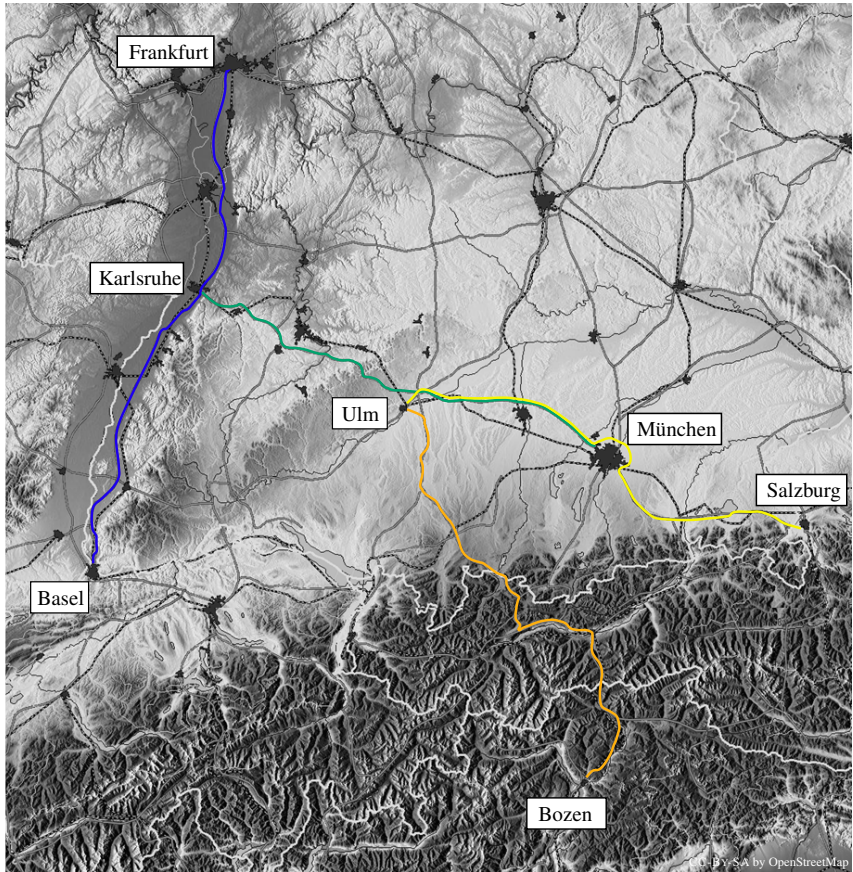 Frankfurt
Karlsruhe
Ulm
München
Salzburg
Basel
Bozen
CC-BY-SA by OpenStreetMap